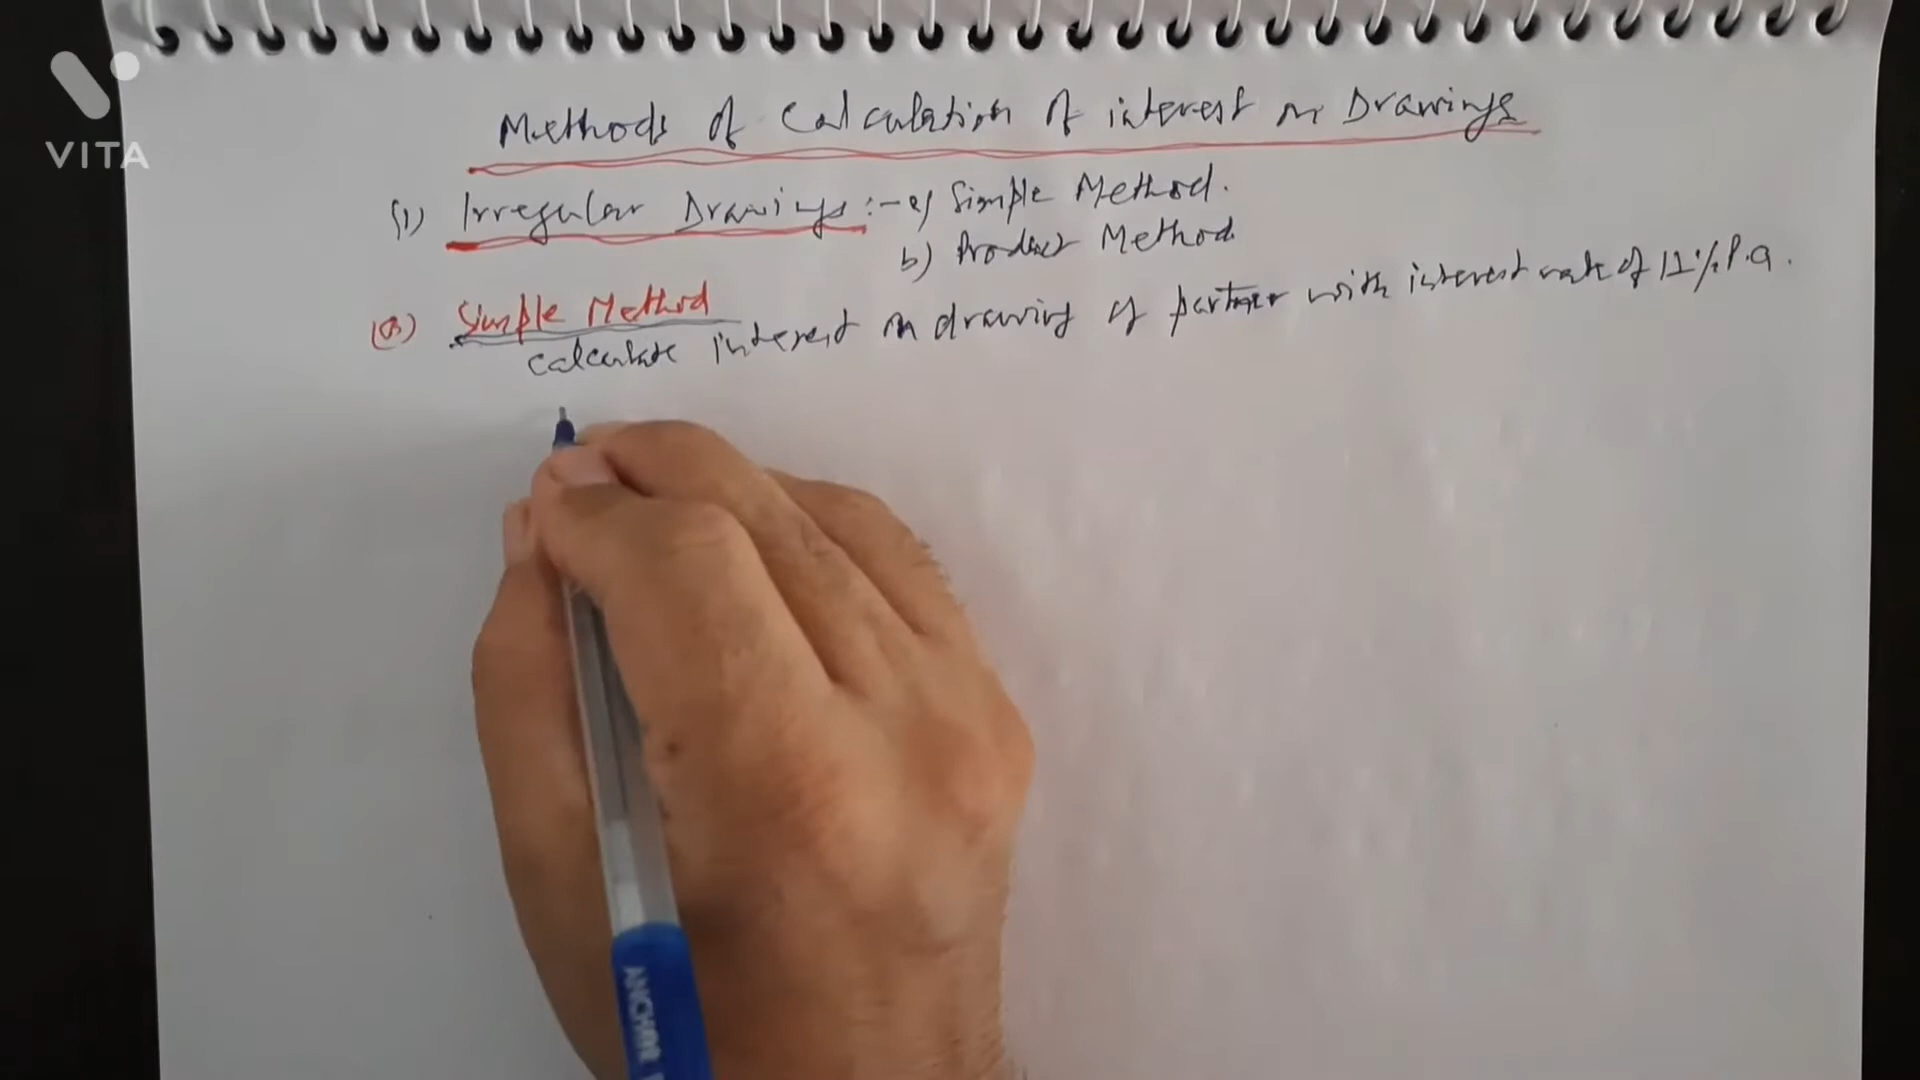 VITA
Methods of Calculation of interest on Drawings
(1) Irregular Drawings :- a) Simple Method.
b) Product Method
(a) Simple Method
calculate interest on drawing of partner with interest rate of 12% P.a.
ANCHOR